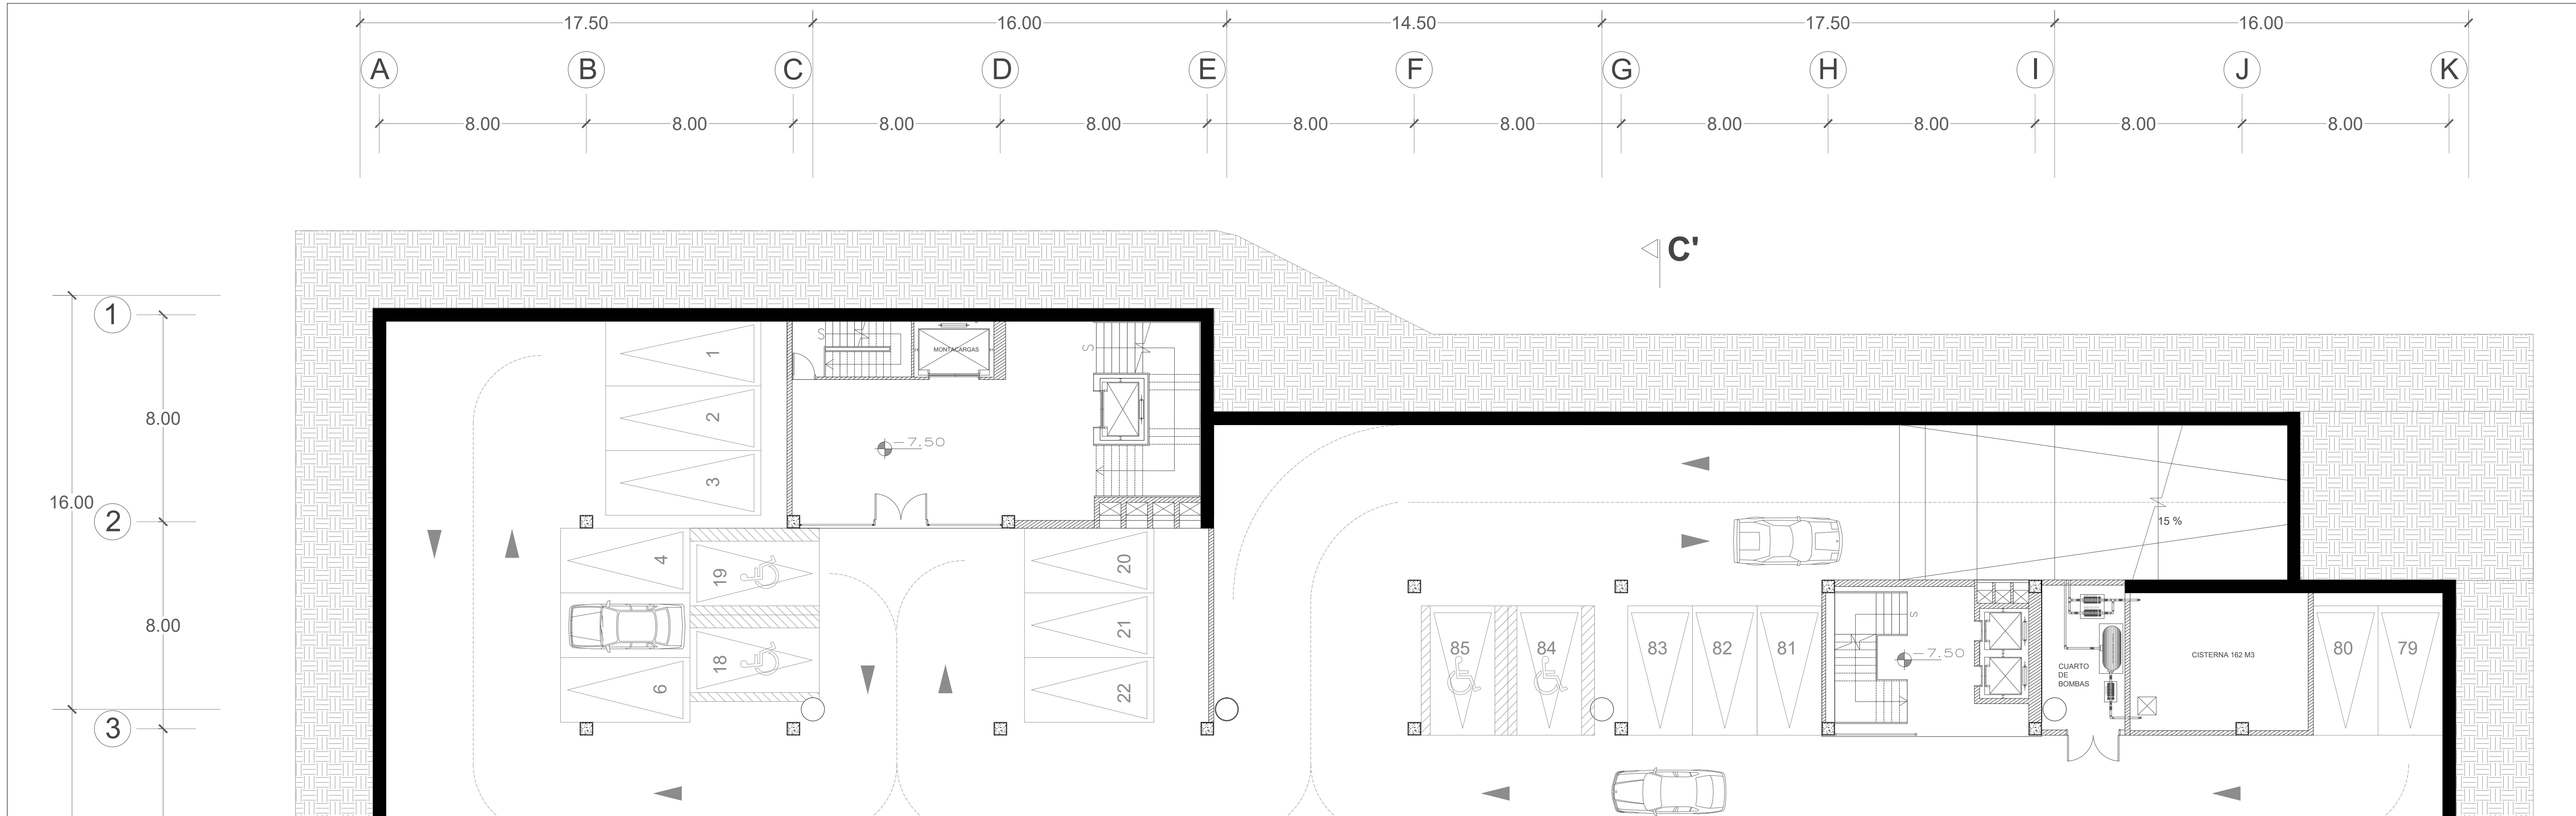 17.50 16.00 14.50 17.50 16.00
A B C D E F G H I J K
8.00 8.00 8.00 8.00 8.00 8.00 8.00 8.00 8.00 8.00
C'
1
S
MONTACARGAS
S
1
8.00
2
-7.50
3
16.00
2
15 %
4
19
20
8.00
21
18
6
22
85
84
83
82
81
S
-7.50
CUARTO
DE
BOMBAS
CISTERNA 162 M3
80
79
3